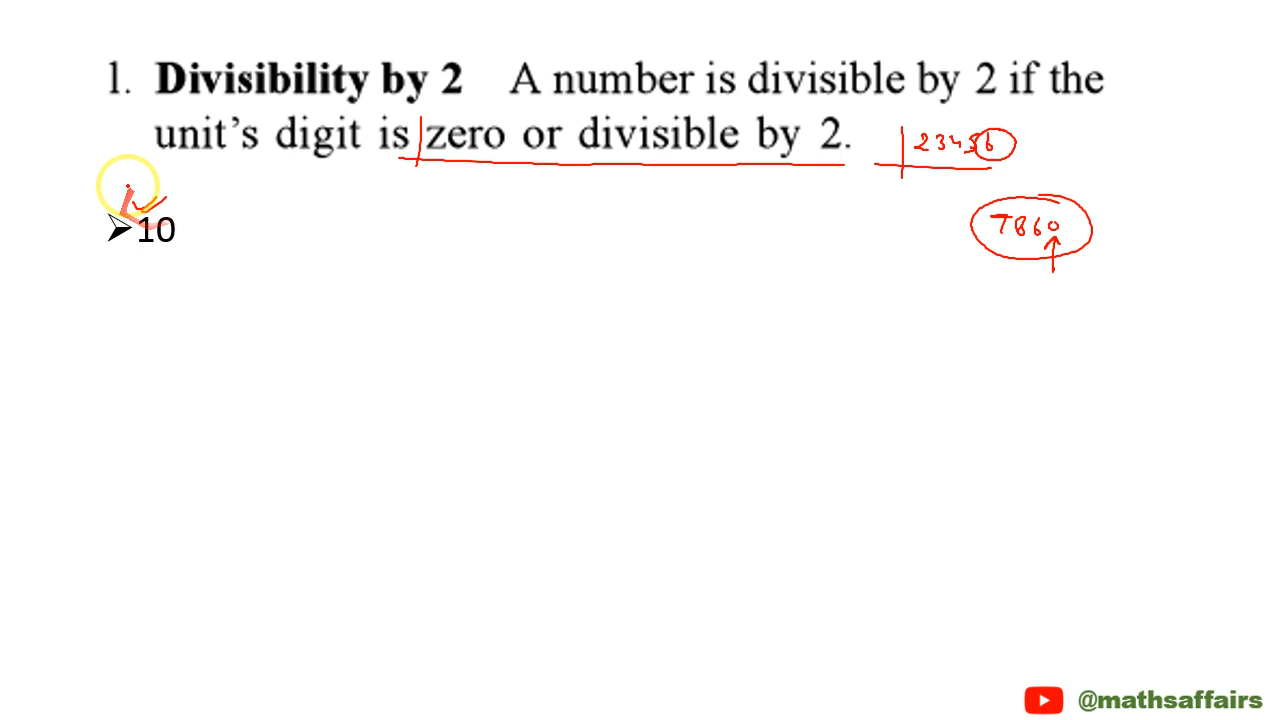 1. Divisibility by 2 A number is divisible by 2 if the
unit's digit is zero or divisible by 2.
23456
7860
➢10
@mathsaffairs